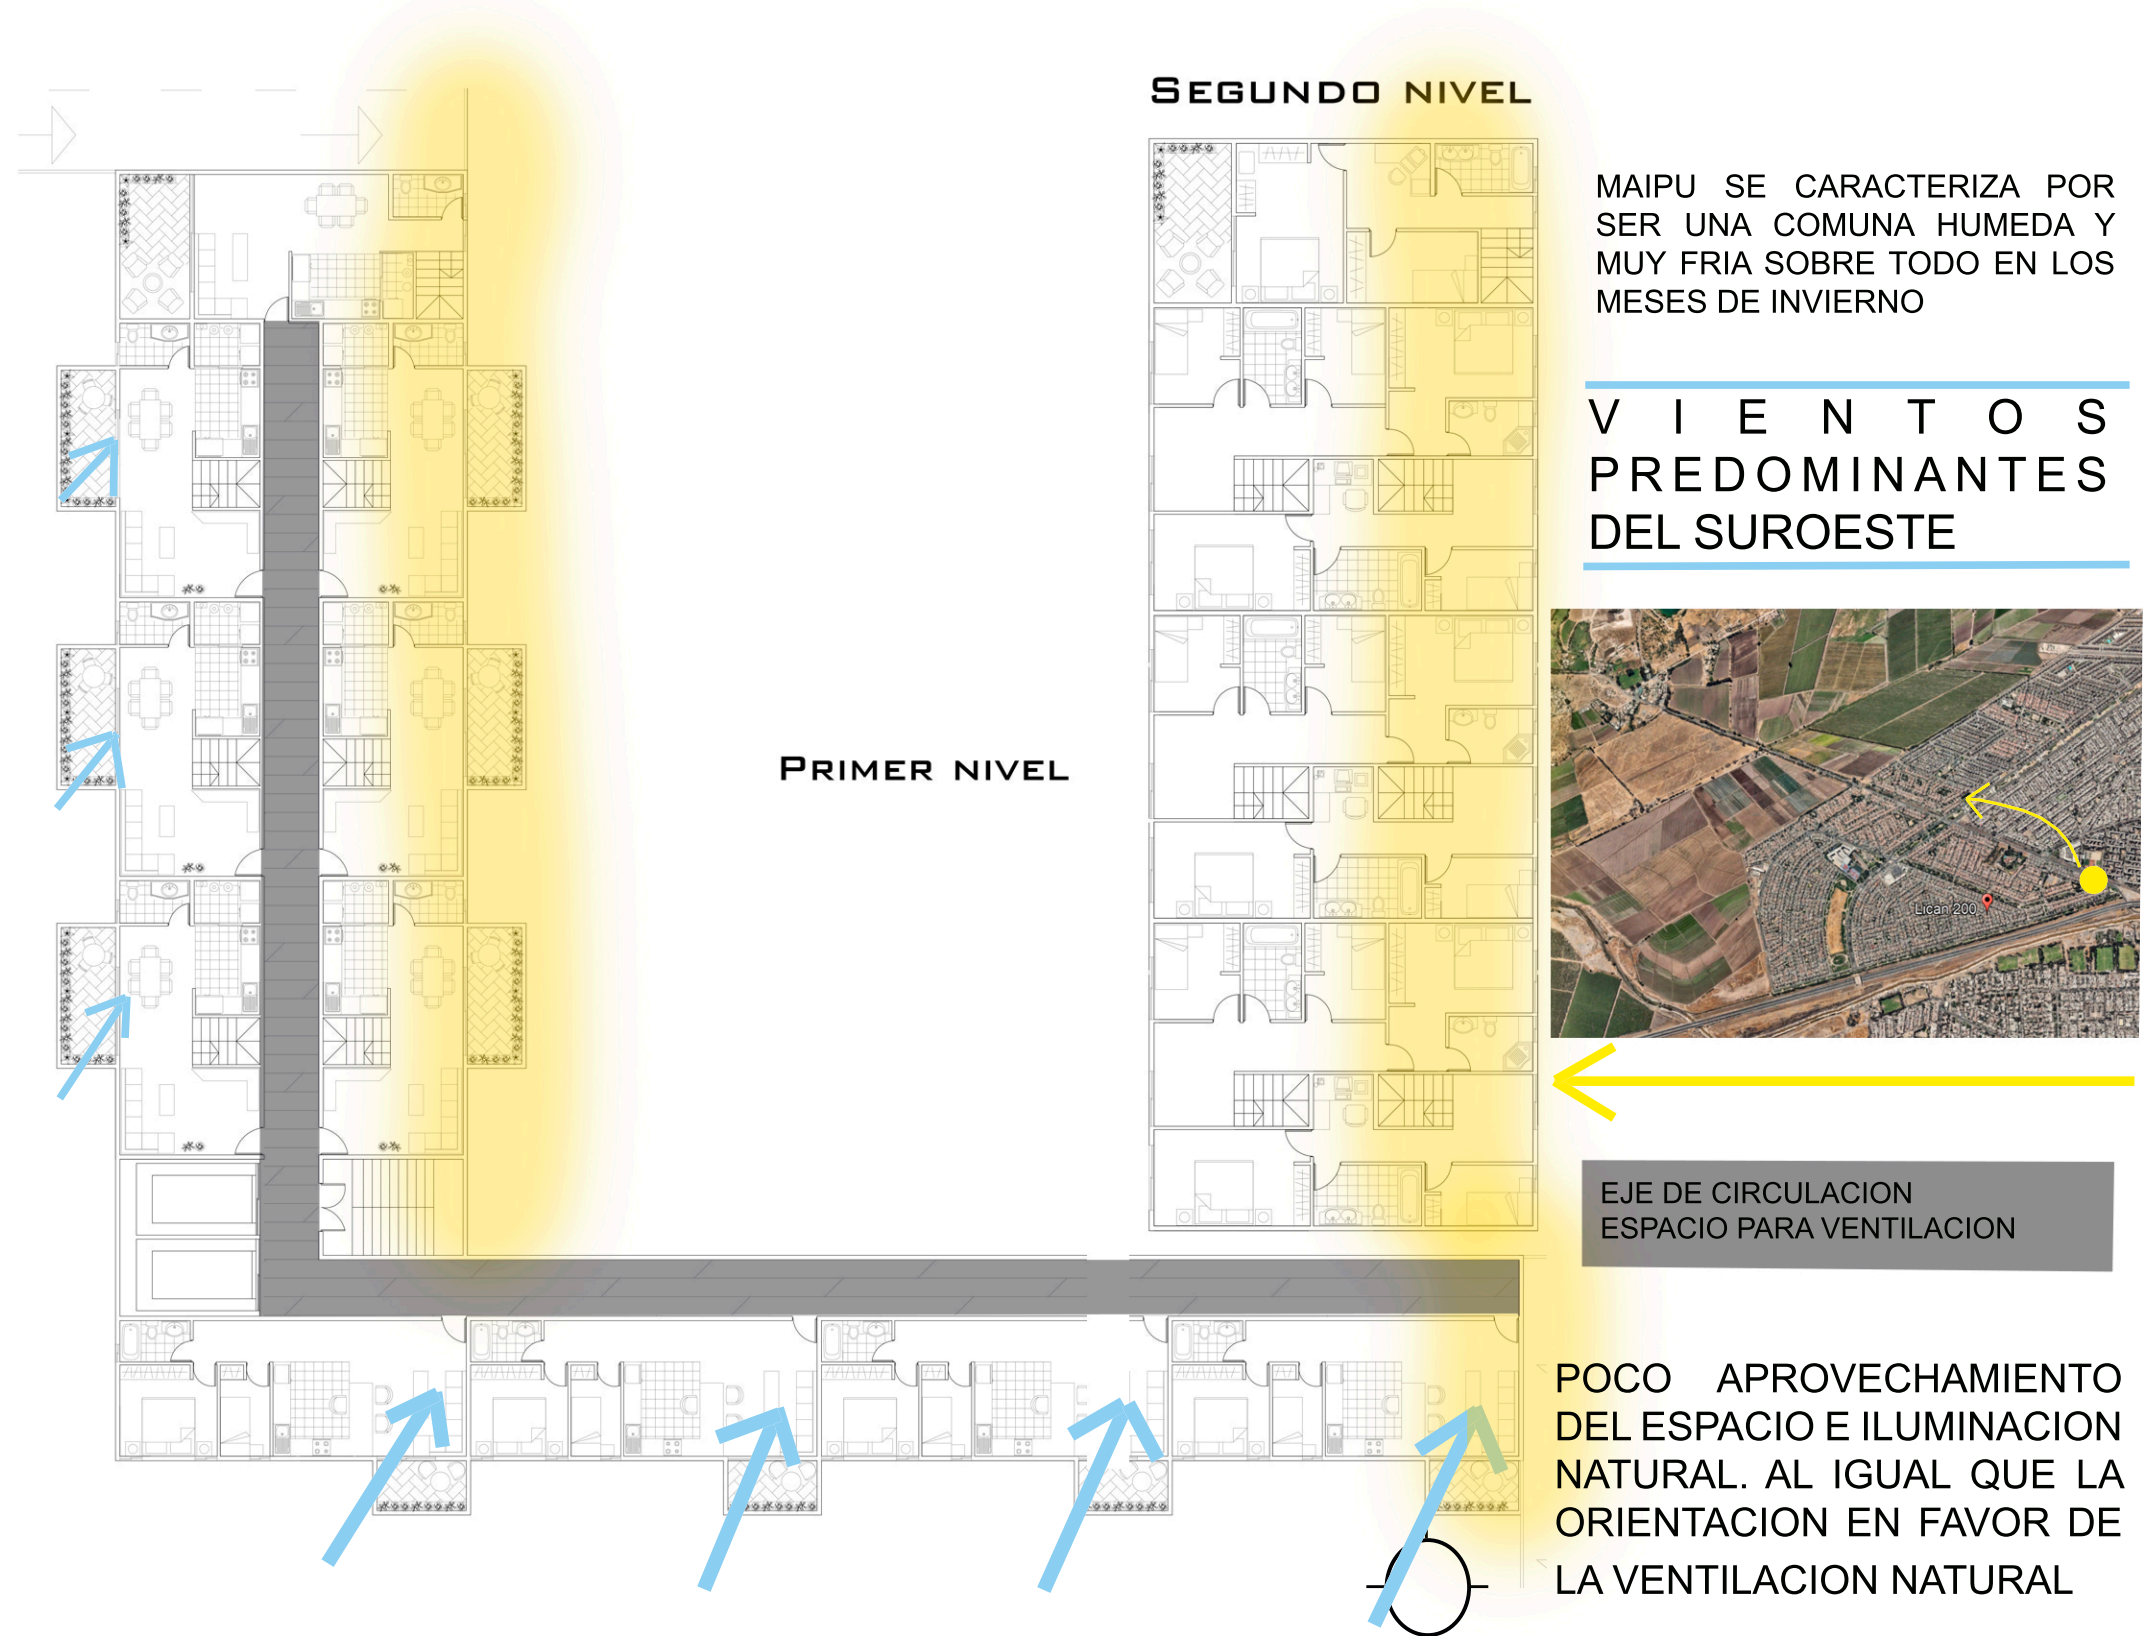 SEGUNDO NIVEL
MAIPU SE CARACTERIZA POR
SER UNA COMUNA HUMEDA Y
MUY FRIA SOBRE TODO EN LOS
MESES DE INVIERNO
VIENTOS
PREDOMINANTES
DEL SUROESTE
PRIMER NIVEL
Lican 200
EJE DE CIRCULACION
ESPACIO PARA VENTILACION
POCO APROVECHAMIENTO
DEL ESPACIO E ILUMINACION
NATURAL. AL IGUAL QUE LA
ORIENTACION EN FAVOR DE
LA VENTILACION NATURAL